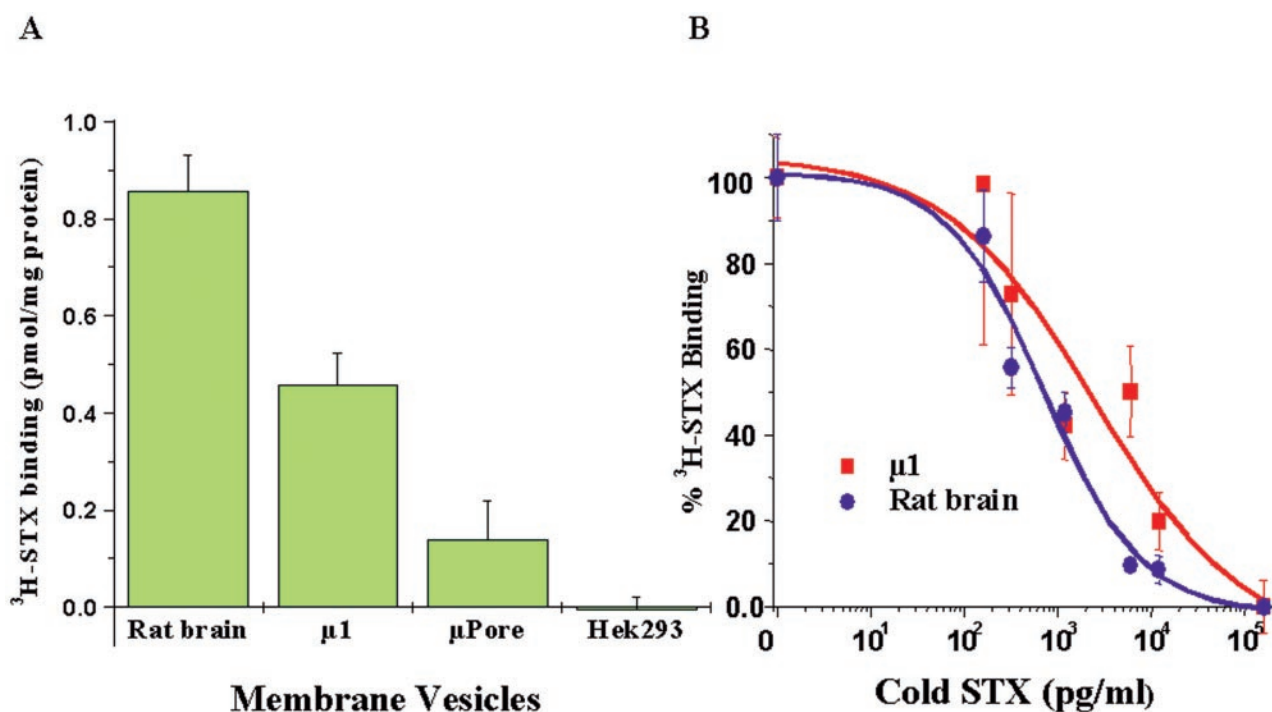 A
³H-STX binding (pmol/mg protein)
1.0
0.8
0.6
0.4
0.2
0.0
Rat brain
µ1
µPore
Hek293
Membrane Vesicles
B
% ³H-STX Binding
100
80
60
40
20
0.0
µ1
Rat brain
0
10¹
10²
10³
10⁴
10⁵
Cold STX (pg/ml)